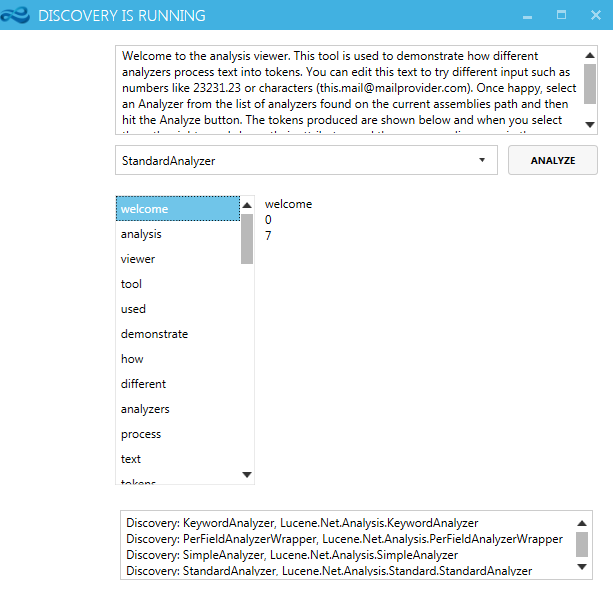 DISCOVERY IS RUNNING
Welcome to the analysis viewer. This tool is used to demonstrate how different
analyzers process text into tokens. You can edit this text to try different input such as
numbers like 23231.23 or characters (this.mail@mailprovider.com). Once happy, select
an Analyzer from the list of analyzers found on the current assemblies path and then
hit the Analyze button. The tokens produced are shown below and when you select
StandardAnalyzer
ANALYZE
welcome
analysis
viewer
tool
used
demonstrate
how
different
analyzers
process
text
tokens
welcome
0
7
Discovery: KeywordAnalyzer, Lucene.Net.Analysis.KeywordAnalyzer
Discovery: PerFieldAnalyzerWrapper, Lucene.Net.Analysis.PerFieldAnalyzerWrapper
Discovery: SimpleAnalyzer, Lucene.Net.Analysis.SimpleAnalyzer
Discovery: StandardAnalyzer, Lucene.Net.Analysis.Standard.StandardAnalyzer